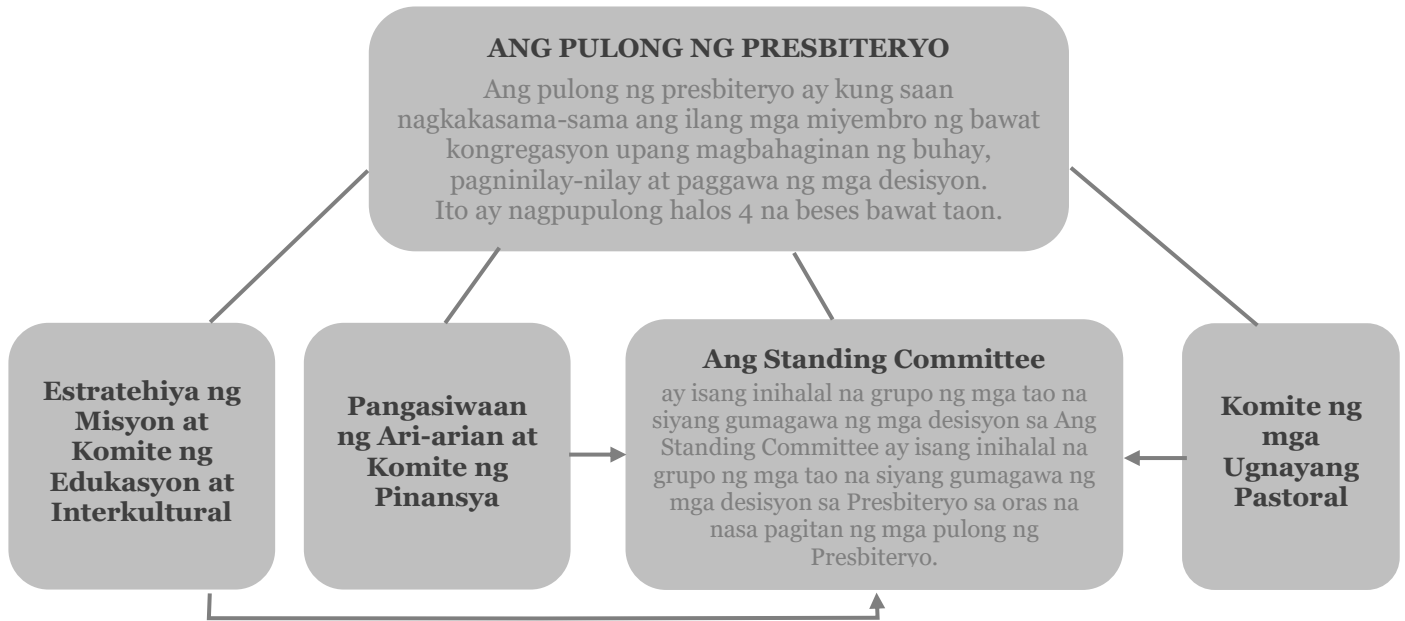 ANG PULONG NG PRESBITERYO
Ang pulong ng presbiteryo ay kung saan
nagkakasama-sama ang ilang mga miyembro ng bawat
kongregasyon upang magbahaginan ng buhay,
pagninilay-nilay at paggawa ng mga desisyon.
Ito ay nagpupulong halos 4 na beses bawat taon.
Estratehiya ng
Misyon at
Komite ng
Edukasyon at
Interkultural
Pangasiwaan
ng Ari-arian at
Komite ng
Pinansya
Ang Standing Committee
ay isang inihalal na grupo ng mga tao na
siyang gumagawa ng mga desisyon sa Ang
Standing Committee ay isang inihalal na
grupo ng mga tao na siyang gumagawa ng
mga desisyon sa Presbiteryo sa oras na
nasa pagitan ng mga pulong ng
Presbiteryo.
Komite ng
mga
Ugnayang
Pastoral